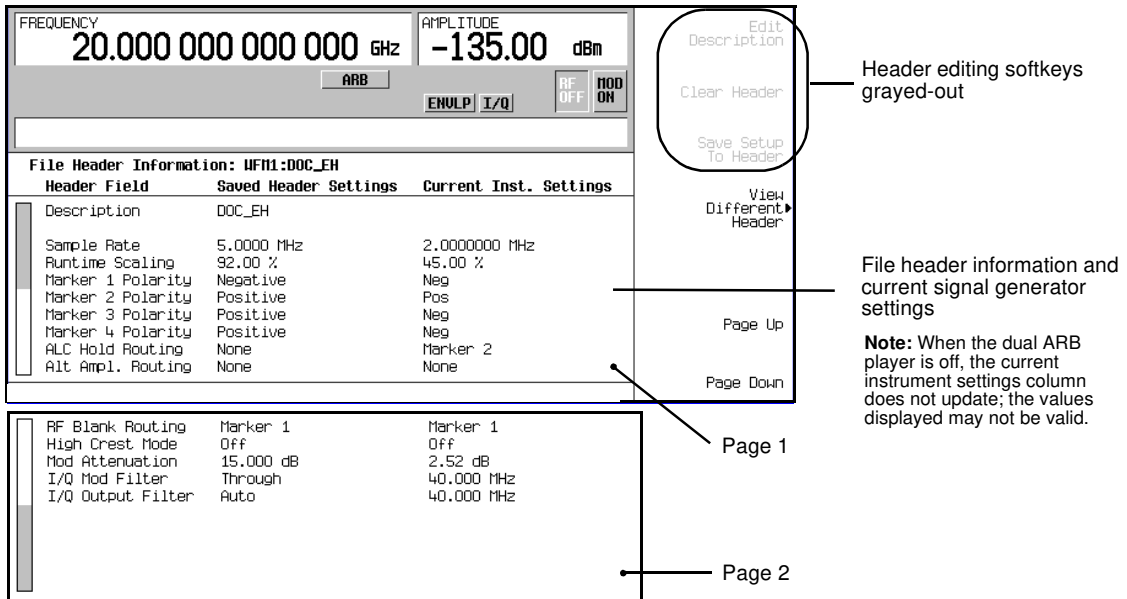 FREQUENCY
20.000 000 000 000 GHz
AMPLITUDE
-135.00 dBm
ARB
ENVLP I/Q
RF OFF
MOD ON
Edit
Description
Clear Header
Save Setup
To Header
View
Different
Header
Page Up
Page Down
File Header Information: WFM1:DOC_EH
Header Field Saved Header Settings Current Inst. Settings
Description DOC_EH
Sample Rate 5.0000 MHz 2.0000000 MHz
Runtime Scaling 92.00 % 45.00 %
Marker 1 Polarity Negative Neg
Marker 2 Polarity Positive Pos
Marker 3 Polarity Positive Neg
Marker 4 Polarity Positive Neg
ALC Hold Routing None Marker 2
Alt Ampl. Routing None None
RF Blank Routing Marker 1 Marker 1
High Crest Mode Off Off
Mod Attenuation 15.000 dB 2.52 dB
I/Q Mod Filter Through 40.000 MHz
I/Q Output Filter Auto 40.000 MHz
Header editing softkeys
grayed-out
File header information and
current signal generator
settings
Note: When the dual ARB
player is off, the current
instrument settings column
does not update; the values
displayed may not be valid.
Page 1
Page 2